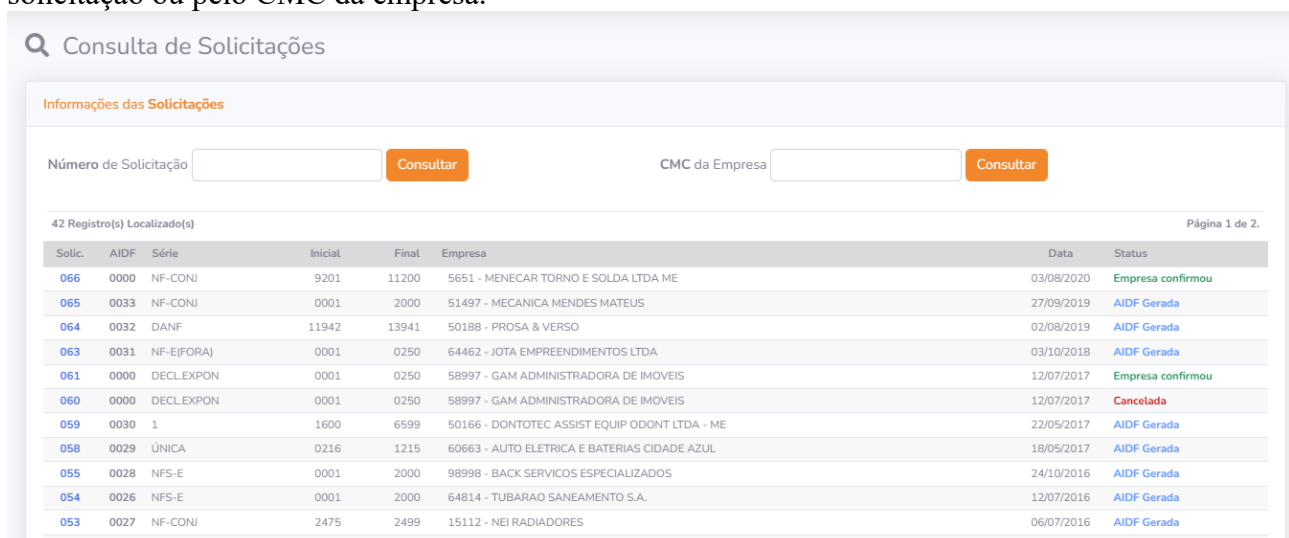 solicitação ou pelo CMC da empresa.
Consulta de Solicitações
Informações das Solicitações
Número de Solicitação Consultar CMC da Empresa Consultar
42 Registro(s) Localizado(s) Página 1 de 2.
Solic. AIDF Série Inicial Final Empresa Data Status
066 0000 NF-CONJ 9201 11200 5651 - MENECAR TORNO E SOLDA LTDA ME 03/08/2020 Empresa confirmou
065 0033 NF-CONJ 0001 2000 51497 - MECANICA MENDES MATEUS 27/09/2019 AIDF Gerada
064 0032 DANF 11942 13941 50188 - PROSA & VERSO 02/08/2019 AIDF Gerada
063 0031 NF-E(FORA) 0001 0250 64462 - JOTA EMPREENDIMENTOS LTDA 03/10/2018 AIDF Gerada
061 0000 DECL.EXPON 0001 0250 58997 - GAM ADMINISTRADORA DE IMOVEIS 12/07/2017 Empresa confirmou
060 0000 DECL.EXPON 0001 0250 58997 - GAM ADMINISTRADORA DE IMOVEIS 12/07/2017 Cancelada
059 0030 1 1600 6599 50166 - DONTOTEC ASSIST EQUIP ODONT LTDA - ME 22/05/2017 AIDF Gerada
058 0029 ÚNICA 0216 1215 60663 - AUTO ELETRICA E BATERIAS CIDADE AZUL 18/05/2017 AIDF Gerada
055 0028 NFS-E 0001 2000 98998 - BACK SERVICOS ESPECIALIZADOS 24/10/2016 AIDF Gerada
054 0026 NFS-E 0001 2000 64814 - TUBARAO SANEAMENTO S.A. 12/07/2016 AIDF Gerada
053 0027 NF-CONJ 2475 2499 15112 - NEI RADIADORES 06/07/2016 AIDF Gerada